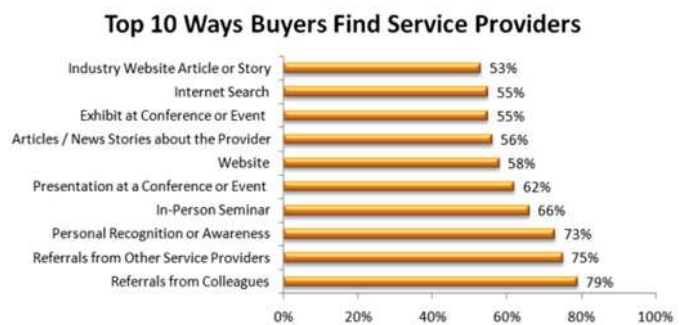 Top 10 Ways Buyers Find Service Providers
Industry Website Article or Story 53%
Internet Search 55%
Exhibit at Conference or Event 55%
Articles / News Stories about the Provider 56%
Website 58%
Presentation at a Conference or Event 62%
In-Person Seminar 66%
Personal Recognition or Awareness 73%
Referrals from Other Service Providers 75%
Referrals from Colleagues 79%
0% 20% 40% 60% 80% 100%